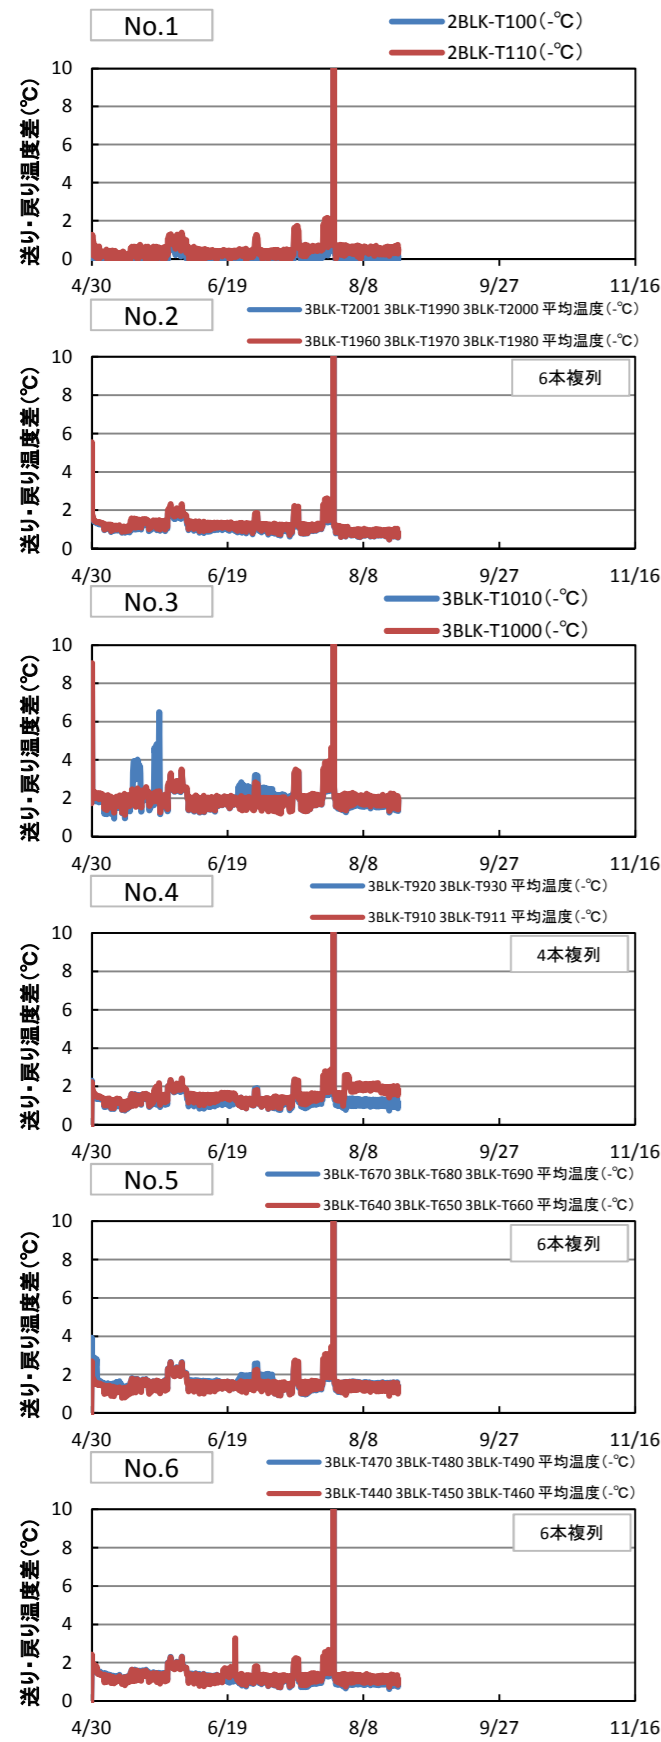 No.1
2BLK-T100(-℃)
2BLK-T110(-℃)
送り・戻り温度差(℃)
10
8
6
4
2
0
4/30 6/19 8/8 9/27 11/16
No.2
3BLK-T2001 3BLK-T1990 3BLK-T2000 平均温度(-℃)
3BLK-T1960 3BLK-T1970 3BLK-T1980 平均温度(-℃)
6本複列
送り・戻り温度差(℃)
10
8
6
4
2
0
4/30 6/19 8/8 9/27 11/16
No.3
3BLK-T1010(-℃)
3BLK-T1000(-℃)
送り・戻り温度差(℃)
10
8
6
4
2
0
4/30 6/19 8/8 9/27 11/16
No.4
3BLK-T920 3BLK-T930 平均温度(-℃)
3BLK-T910 3BLK-T911 平均温度(-℃)
4本複列
送り・戻り温度差(℃)
10
8
6
4
2
0
4/30 6/19 8/8 9/27 11/16
No.5
3BLK-T670 3BLK-T680 3BLK-T690 平均温度(-℃)
3BLK-T640 3BLK-T650 3BLK-T660 平均温度(-℃)
6本複列
送り・戻り温度差(℃)
10
8
6
4
2
0
4/30 6/19 8/8 9/27 11/16
No.6
3BLK-T470 3BLK-T480 3BLK-T490 平均温度(-℃)
3BLK-T440 3BLK-T450 3BLK-T460 平均温度(-℃)
6本複列
送り・戻り温度差(℃)
10
8
6
4
2
0
4/30 6/19 8/8 9/27 11/16